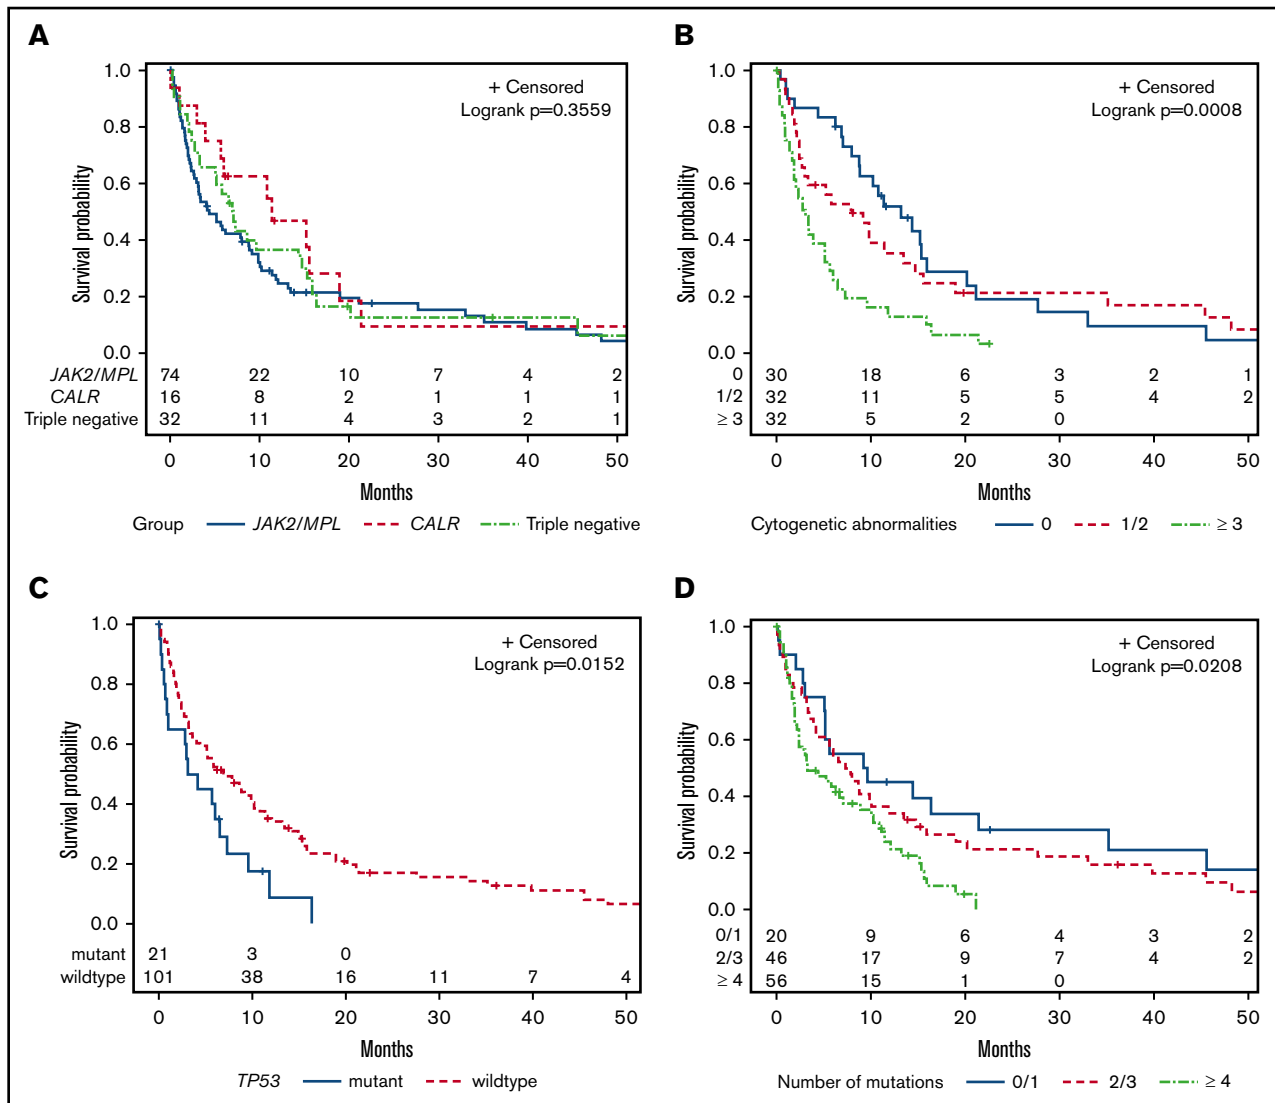 A
+ Censored
Logrank p=0.3559
Survival probability
1.0
0.8
0.6
0.4
0.2
0.0
JAK2/MPL 74 22 10 7 4 2
CALR 16 8 2 1 1 1
Triple negative 32 11 4 3 2 1
0 10 20 30 40 50
Months
Group JAK2/MPL CALR Triple negative
B
+ Censored
Logrank p=0.0008
Survival probability
1.0
0.8
0.6
0.4
0.2
0.0
0 30 18 6 3 2 1
1/2 32 11 5 5 4 2
≥ 3 32 5 2 0
0 10 20 30 40 50
Months
Cytogenetic abnormalities 0 1/2 ≥ 3
C
+ Censored
Logrank p=0.0152
Survival probability
1.0
0.8
0.6
0.4
0.2
0.0
mutant 21 3 0
wildtype 101 38 16 11 7 4
0 10 20 30 40 50
Months
TP53 mutant wildtype
D
+ Censored
Logrank p=0.0208
Survival probability
1.0
0.8
0.6
0.4
0.2
0.0
0/1 20 9 6 4 3 2
2/3 46 17 9 7 4 2
≥ 4 56 15 1 0
0 10 20 30 40 50
Months
Number of mutations 0/1 2/3 ≥ 4